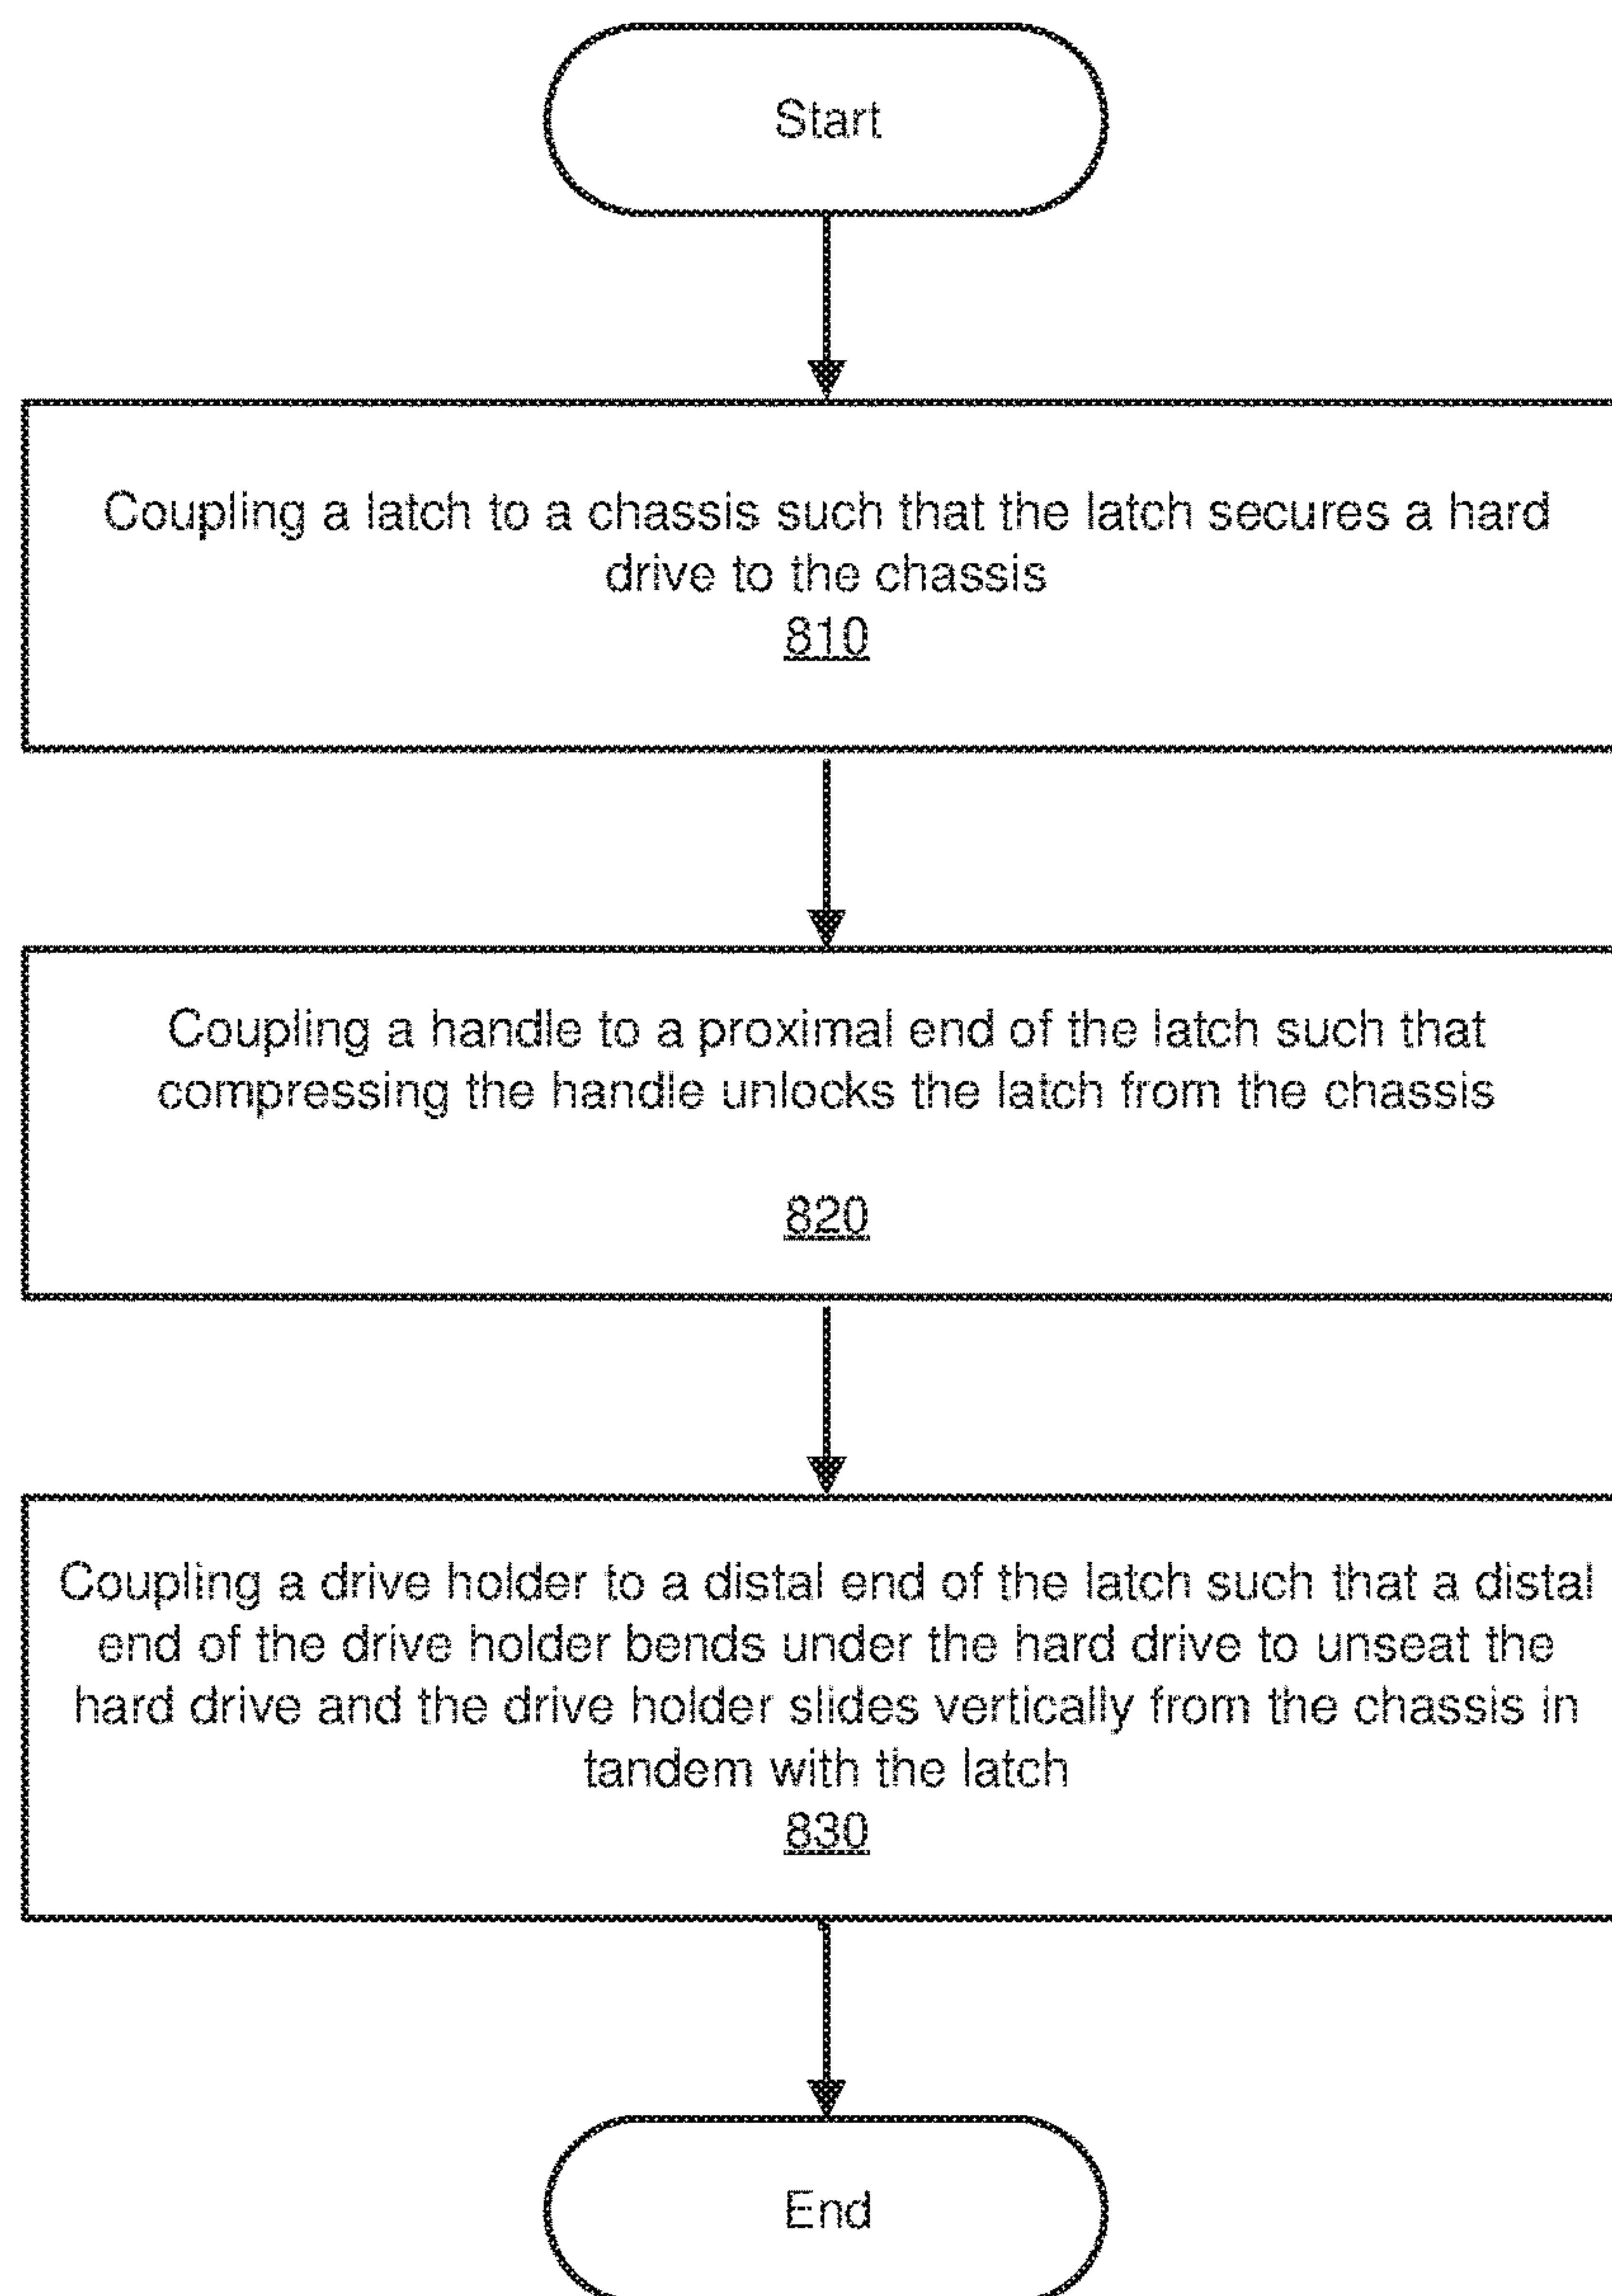 Start
Coupling a latch to a chassis such that the latch secures a hard
drive to the chassis
810
Coupling a handle to a proximal end of the latch such that
compressing the handle unlocks the latch from the chassis
820
Coupling a drive holder to a distal end of the latch such that a distal
end of the drive holder bends under the hard drive to unseat the
hard drive and the drive holder slides vertically from the chassis in
tandem with the latch
830
End